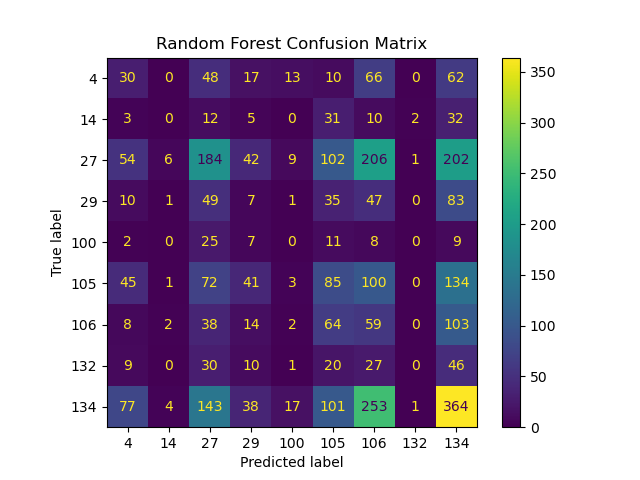 Random Forest Confusion Matrix
4 30 0 48 17 13 10 66 0 62
14 3 0 12 5 0 31 10 2 32
27 54 6 184 42 9 102 206 1 202
29 10 1 49 7 1 35 47 0 83
100 2 0 25 7 0 11 8 0 9
105 45 1 72 41 3 85 100 0 134
106 8 2 38 14 2 64 59 0 103
132 9 0 30 10 1 20 27 0 46
134 77 4 143 38 17 101 253 1 364
4 14 27 29 100 105 106 132 134
Predicted label
True label
350
300
250
200
150
100
50
0